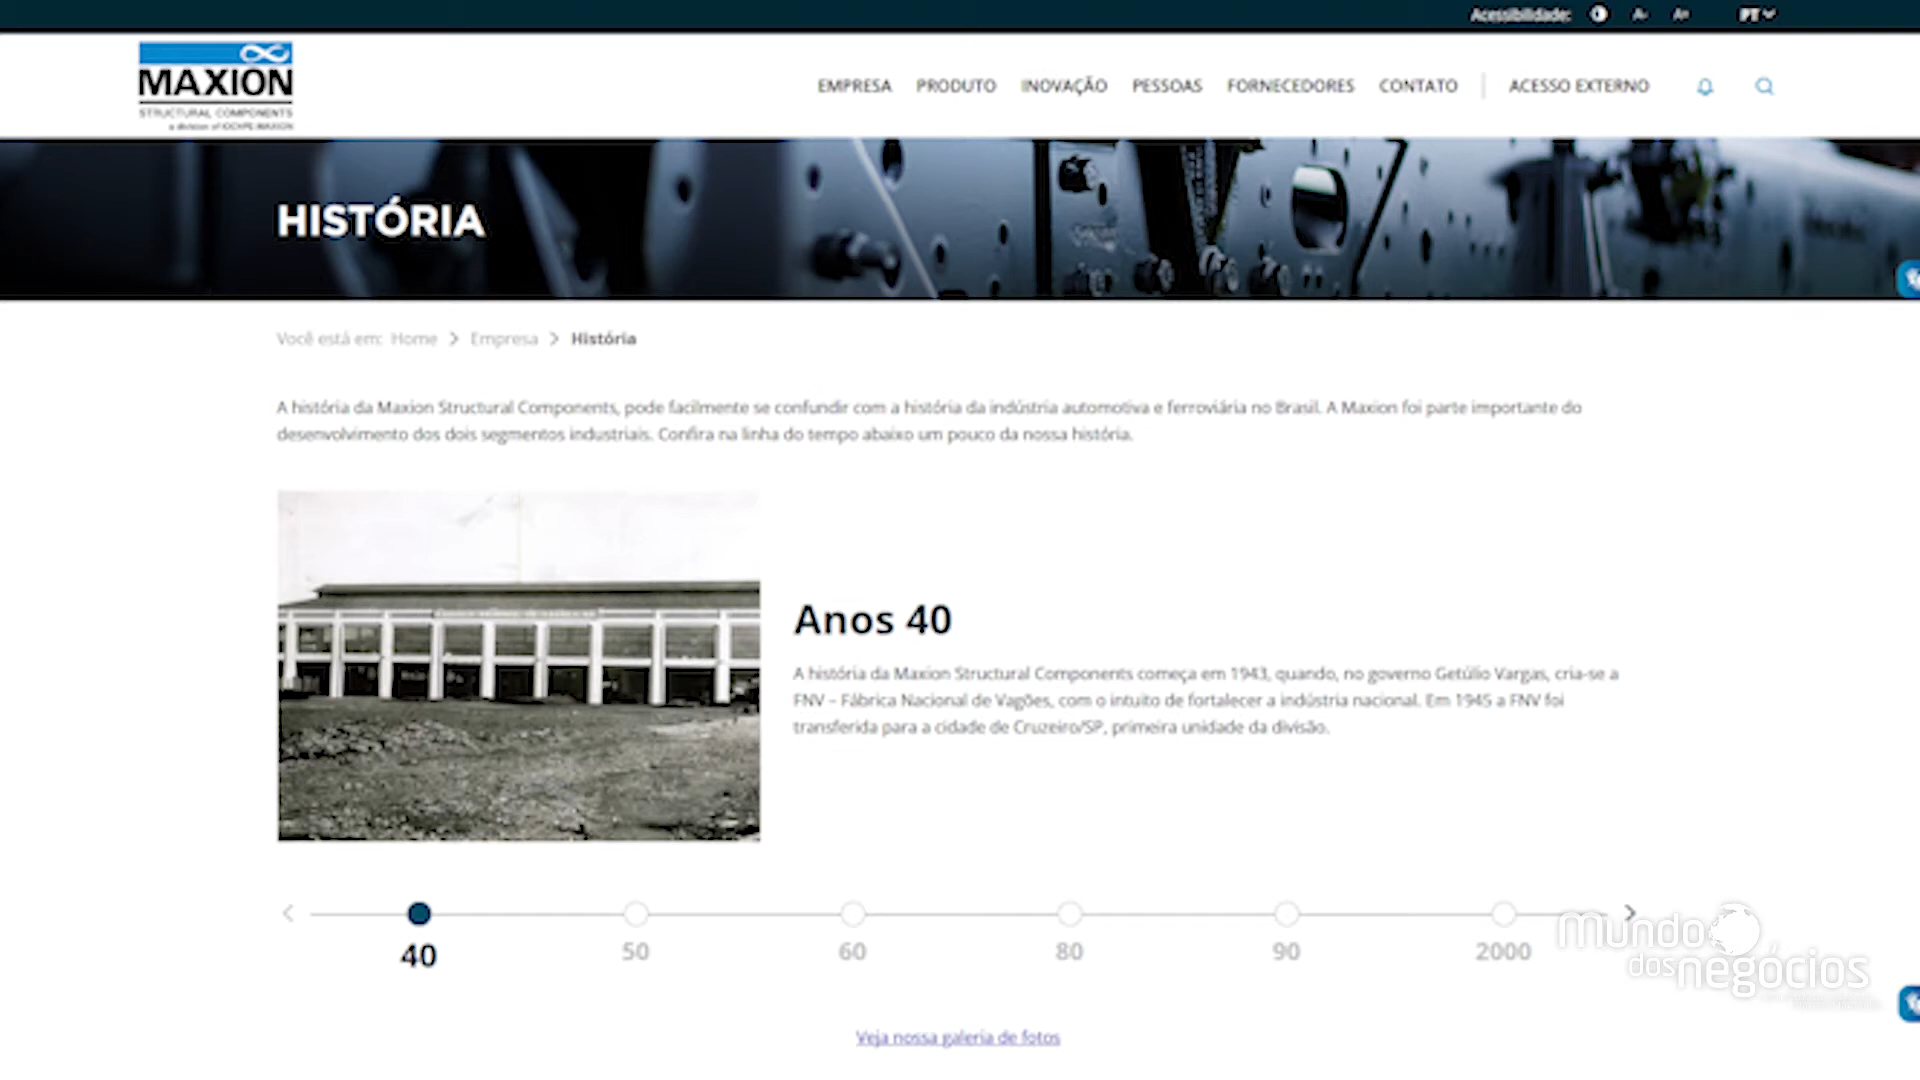 Acessibilidade: A- A+ PT
MAXION
STRUCTURAL COMPONENTS
a division of IOCHPE-MAXION
EMPRESA PRODUTO INOVAÇÃO PESSOAS FORNECEDORES CONTATO ACESSO EXTERNO
HISTÓRIA
Você está em: Home > Empresa > História
A história da Maxion Structural Components, pode facilmente se confundir com a história da indústria automotiva e ferroviária no Brasil. A Maxion foi parte importante do
desenvolvimento dos dois segmentos industriais. Confira na linha do tempo abaixo um pouco da nossa história.
Anos 40
A história da Maxion Structural Components começa em 1943, quando, no governo Getúlio Vargas, cria-se a
FNV – Fábrica Nacional de Vagões, com o intuito de fortalecer a indústria nacional. Em 1945 a FNV foi
transferida para a cidade de Cruzeiro/SP, primeira unidade da divisão.
40 50 60 80 90 2000
mundo
dos negócios
Veja nossa galeria de fotos